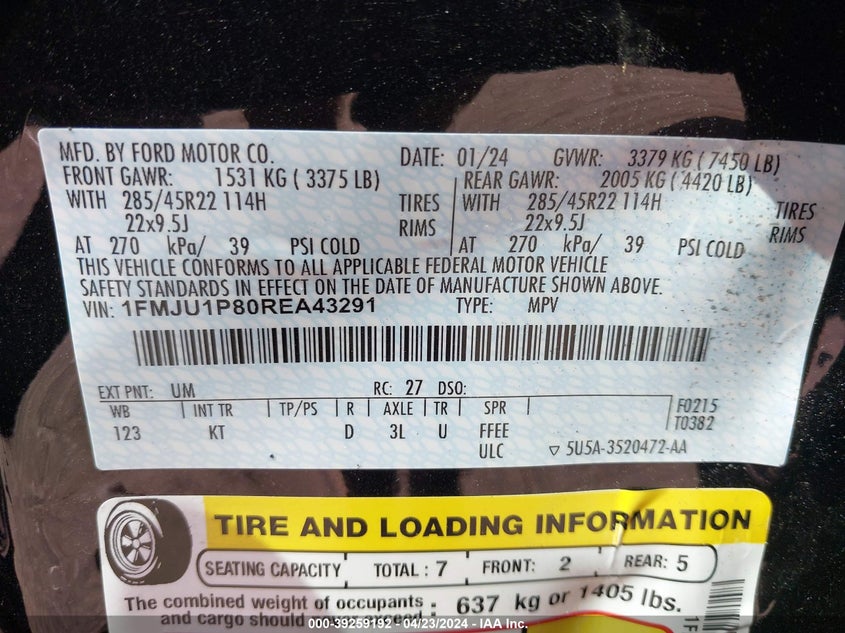 MFD. BY FORD MOTOR CO. DATE: 01/24 GVWR: 3379 KG ( 7450 LB)
FRONT GAWR: 1531 KG ( 3375 LB) REAR GAWR: 2005 KG ( 4420 LB)
WITH 285/45R22 114H TIRES WITH 285/45R22 114H TIRES
22x9.5J RIMS 22x9.5J RIMS
AT 270 kPa/ 39 PSI COLD AT 270 kPa/ 39 PSI COLD
THIS VEHICLE CONFORMS TO ALL APPLICABLE FEDERAL MOTOR VEHICLE
SAFETY STANDARDS IN EFFECT ON THE DATE OF MANUFACTURE SHOWN ABOVE.
VIN: 1FMJU1P80REA43291 TYPE: MPV
EXT PNT: UM RC: 27 DSO:
WB INT TR TP/PS R AXLE TR SPR F0215
123 KT D 3L U FFEE T0382
ULC ▽ 5U5A-3520472-AA
TIRE AND LOADING INFORMATION
SEATING CAPACITY TOTAL : 7 FRONT: 2 REAR: 5
The combined weight of occupants : 637 kg or 1405 lbs.
and cargo should
1F
000-39259192 - 04/23/2024 - IAA Inc.